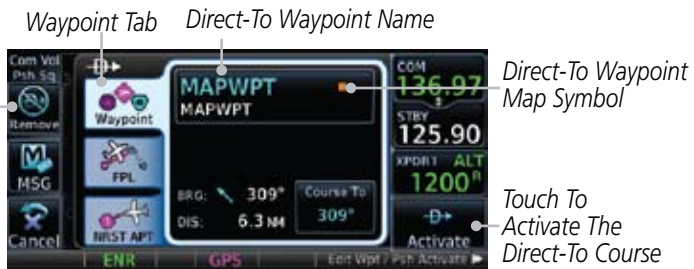 Waypoint Tab
Direct-To Waypoint Name
Com Vol
Psh Sq
Remove
MSG
Cancel
Waypoint
FPL
NRST APT
MAPWPT
MAPWPT
BRG: 309°
DIS: 6.3 NM
Course To
309°
COM
136.97
STBY
125.90
XPDR1 ALT
1200R
Activate
ENR
GPS
Edit Wpt / Psh Activate
Direct-To Waypoint
Map Symbol
Touch To
Activate The
Direct-To Course